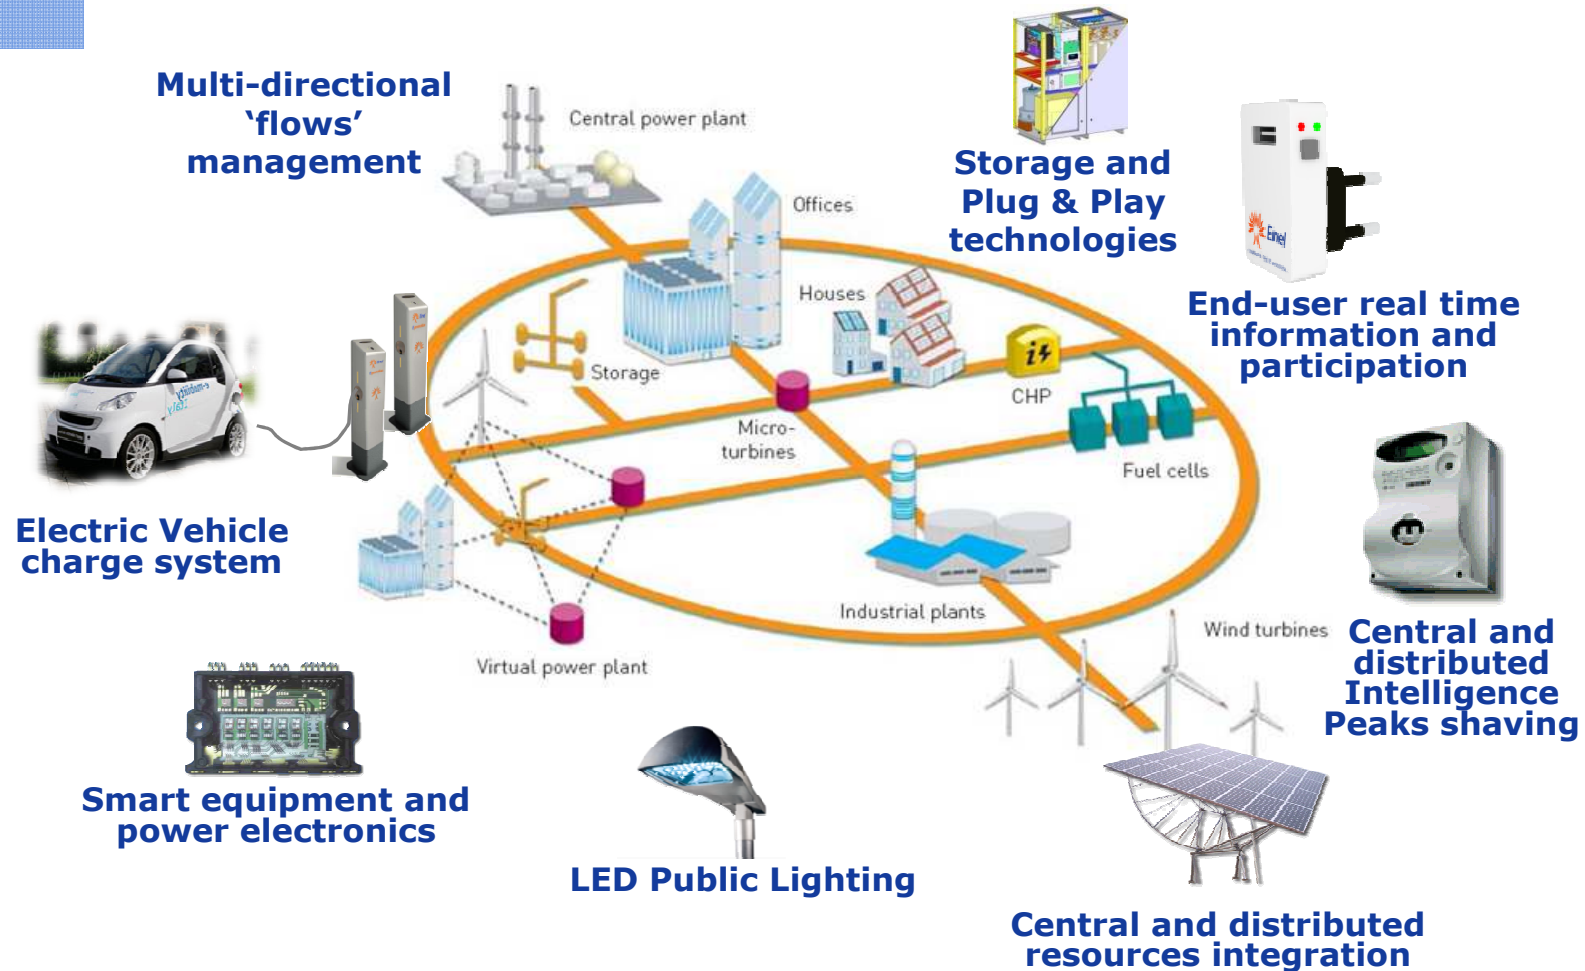 Multi-directional
‘flows’
management
Central power plant
Offices
Storage and
Plug & Play
technologies
Enel
End-user real time
information and
participation
Houses
Storage
CHP
Micro-
turbines
Fuel cells
Electric Vehicle
charge system
Industrial plants
Virtual power plant
Wind turbines
Central and
distributed
Intelligence
Peaks shaving
Smart equipment and
power electronics
LED Public Lighting
Central and distributed
resources integration